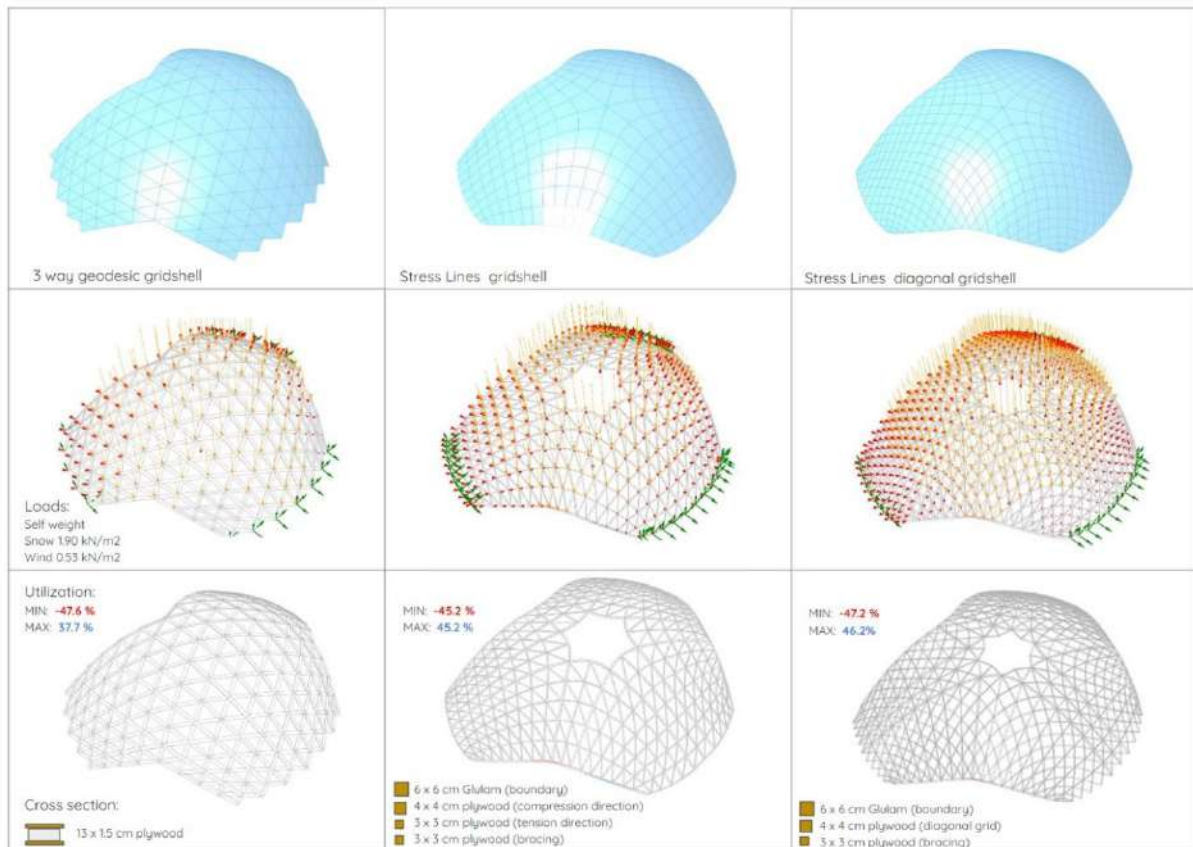 3 way geodesic gridshell
Stress Lines gridshell
Stress Lines diagonal gridshell
Loads:
Self weight
Snow 1.90 kN/m2
Wind 0.53 kN/m2
Utilization:
MIN: -47.6 %
MAX: 37.7 %
Cross section:
13 x 1.5 cm plywood
MIN: -45.2 %
MAX: 45.2 %
6 x 6 cm Glulam (boundary)
4 x 4 cm plywood (compression direction)
3 x 3 cm plywood (tension direction)
3 x 3 cm plywood (bracing)
MIN: -47.2 %
MAX: 46.2%
6 x 6 cm Glulam (boundary)
4 x 4 cm plywood (diagonal grid)
3 x 3 cm plywood (bracing)